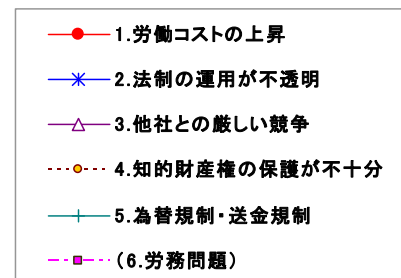 1.労働コストの上昇
2.法制の運用が不透明
3.他社との厳しい競争
4.知的財産権の保護が不十分
5.為替規制・送金規制
(6.労務問題)